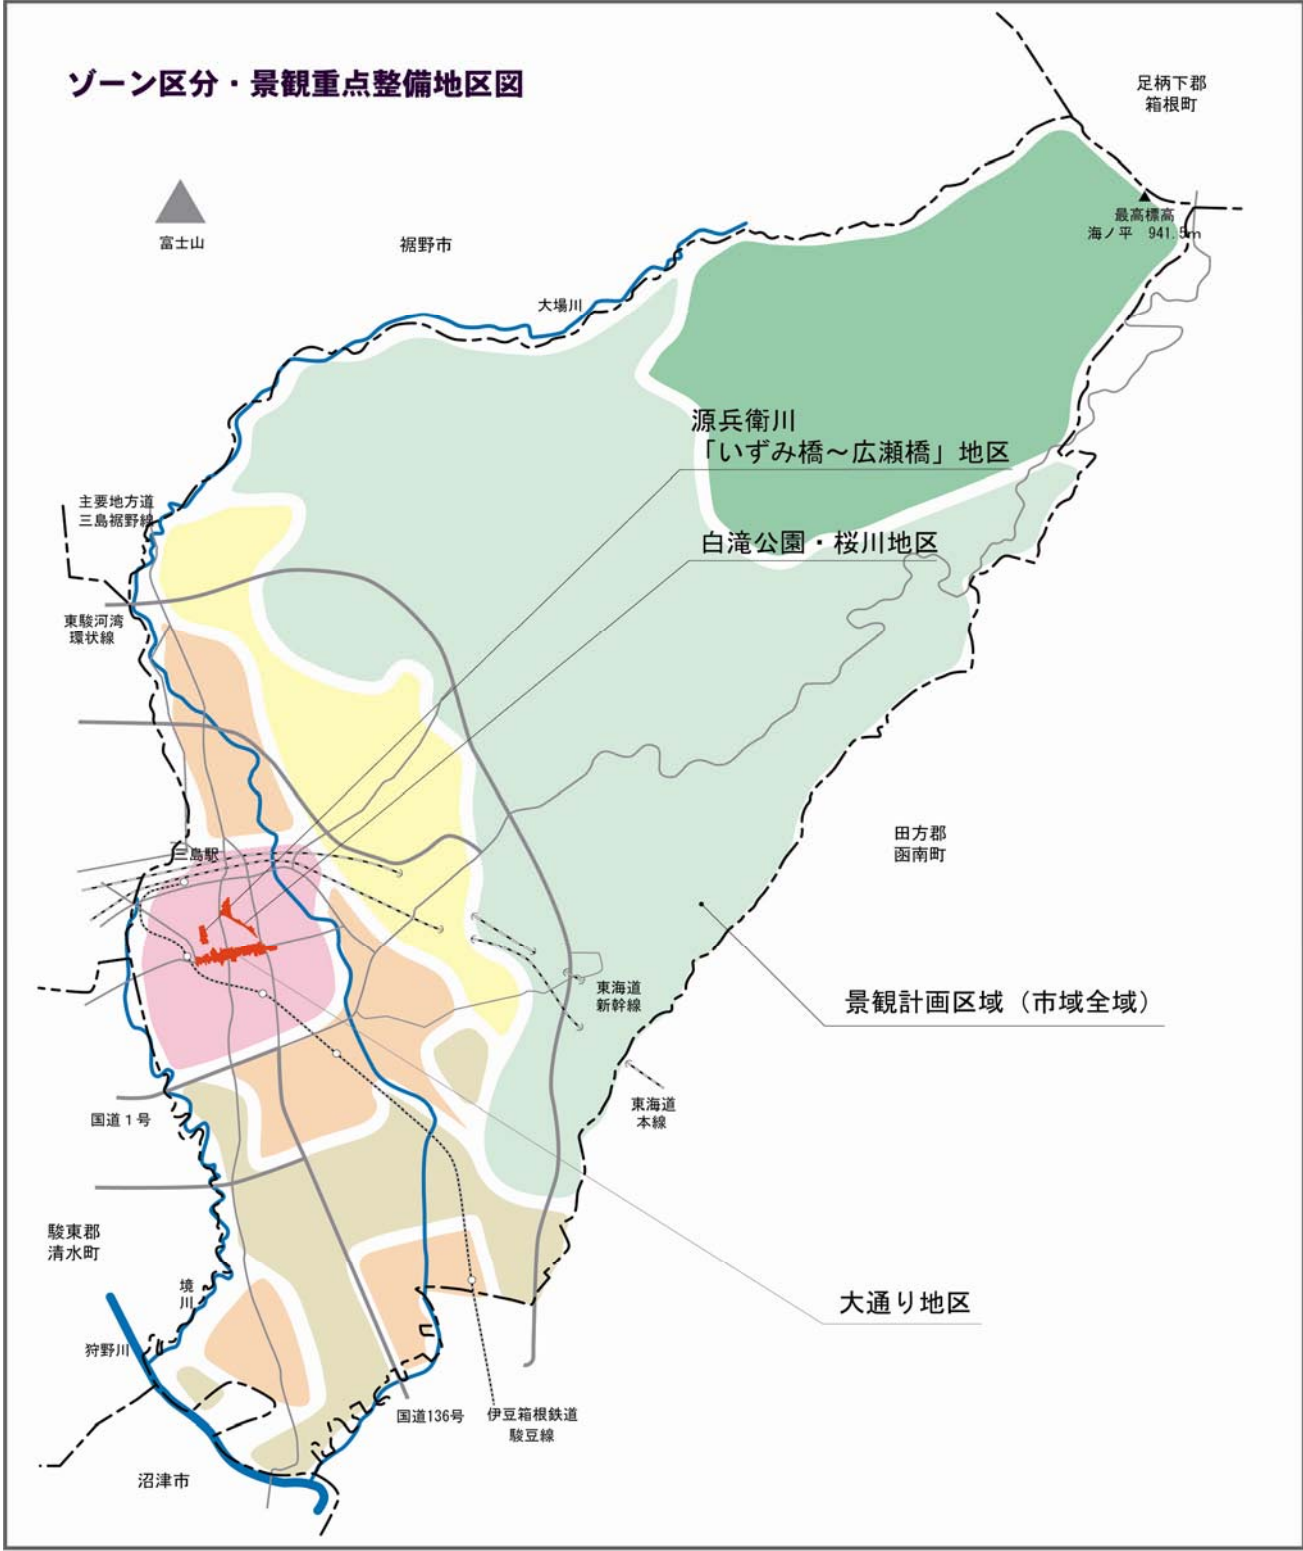 ゾーン区分・景観重点整備地区図
足柄下郡
箱根町
富士山
裾野市
最高標高
海ノ平 941.5m
大場川
源兵衛川
「いずみ橋～広瀬橋」地区
主要地方道
三島裾野線
白滝公園・桜川地区
東駿河湾
環状線
三島駅
田方郡
函南町
東海道
新幹線
景観計画区域（市域全域）
東海道
本線
国道１号
駿東郡
清水町
境
川
大通り地区
狩野川
国道136号
伊豆箱根鉄道
駿豆線
沼津市